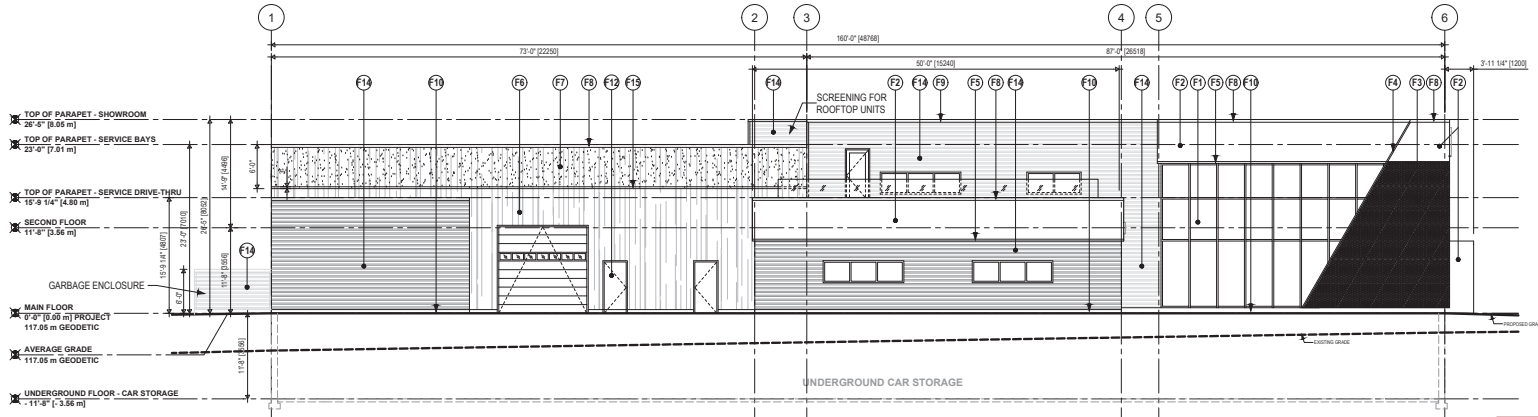 1 2 3 4 5 6
160'-0" [48768]
73'-0" [22250] 87'-0" [26518]
50'-0" [15240] 3'-11 1/4" [1200]
F14 F10 F6 F7 F8 F12 F15 F14 F2 F14 F9 F5 F8 F14 F10 F14 F2 F1 F5 F8 F10 F4 F3 F8 F2
SCREENING FOR
ROOFTOP UNITS
TOP OF PARAPET - SHOWROOM
26'-5" [8.05 m]
TOP OF PARAPET - SERVICE BAYS
23'-0" [7.01 m]
14'-9" [4496]
6'-0"
TOP OF PARAPET - SERVICE DRIVE-THRU
15'-9 1/4" [4.80 m]
26'-5" [8052]
23'-0" [7010]
SECOND FLOOR
11'-8" [3.56 m]
15'-9 1/4" [4807]
11'-8" [3556]
F14
GARBAGE ENCLOSURE
6'-0"
MAIN FLOOR
0'-0" [0.00 m] PROJECT
117.05 m GEODETIC
PROPOSED GRA
EXISTING GRADE
AVERAGE GRADE
117.05 m GEODETIC
11'-8" [3556]
UNDERGROUND CAR STORAGE
UNDERGROUND FLOOR - CAR STORAGE
- 11'-8" [- 3.56 m]